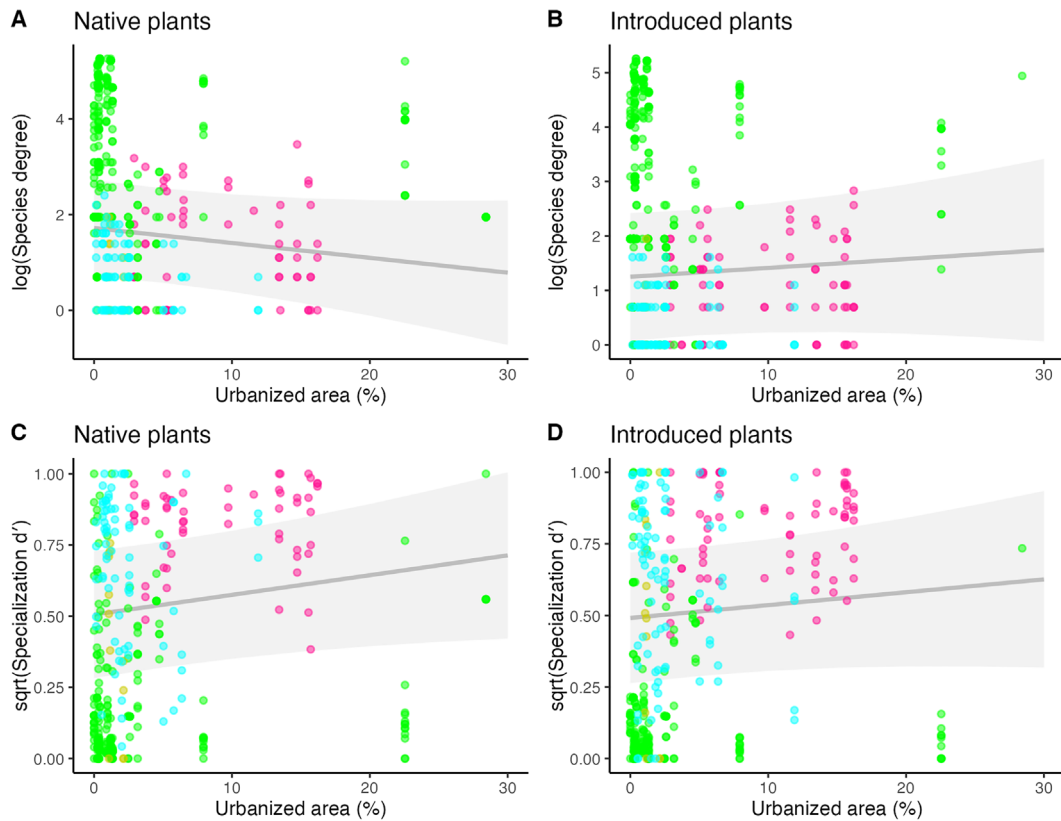 A Native plants
log(Species degree)
4
2
0
0 10 20 30
Urbanized area (%)
B Introduced plants
log(Species degree)
5
4
3
2
1
0
0 10 20 30
Urbanized area (%)
C Native plants
sqrt(Specialization d')
1.00
0.75
0.50
0.25
0.00
0 10 20 30
Urbanized area (%)
D Introduced plants
sqrt(Specialization d')
1.00
0.75
0.50
0.25
0.00
0 10 20 30
Urbanized area (%)